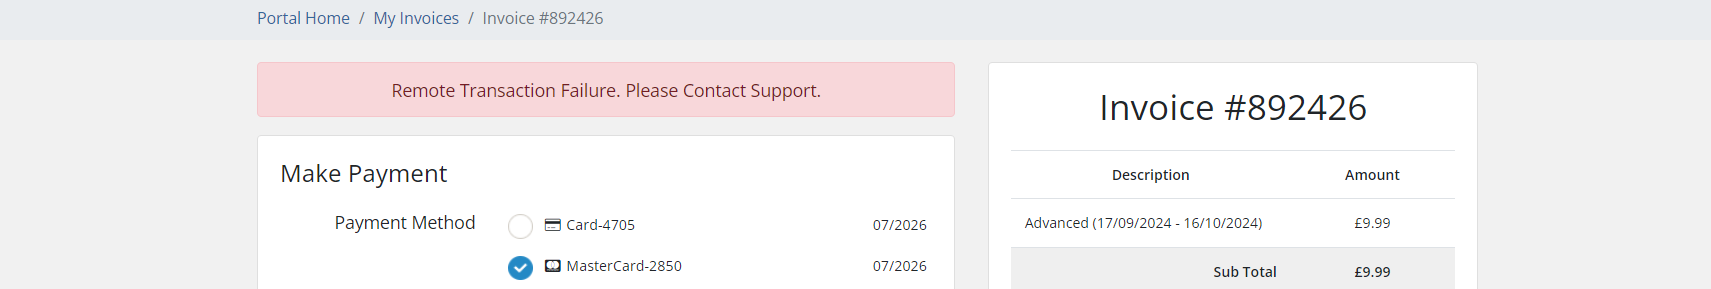 Portal Home / My Invoices / Invoice #892426
Remote Transaction Failure. Please Contact Support.
Make Payment
Payment Method
Card-4705 07/2026
MasterCard-2850 07/2026
Invoice #892426
Description Amount
Advanced (17/09/2024 - 16/10/2024) £9.99
Sub Total £9.99